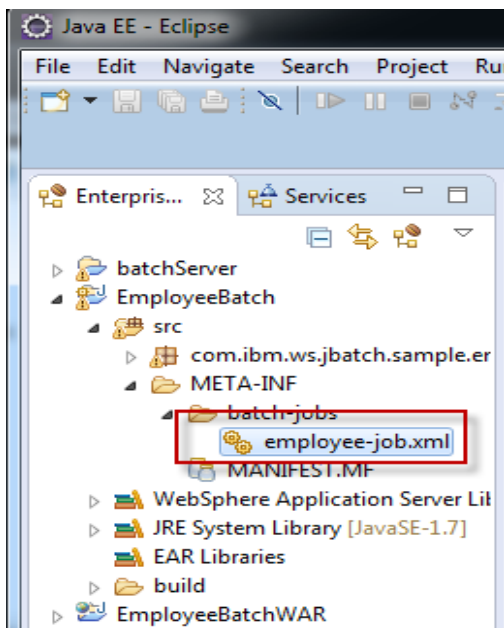 Java EE - Eclipse
File Edit Navigate Search Project Ru
Enterpris... Services
batchServer
EmployeeBatch
src
com.ibm.ws.jbatch.sample.er
META-INF
batch-jobs
employee-job.xml
MANIFEST.MF
WebSphere Application Server Lib
JRE System Library [JavaSE-1.7]
EAR Libraries
build
EmployeeBatchWAR